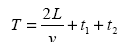 T = 2L/v + t₁ + t₂